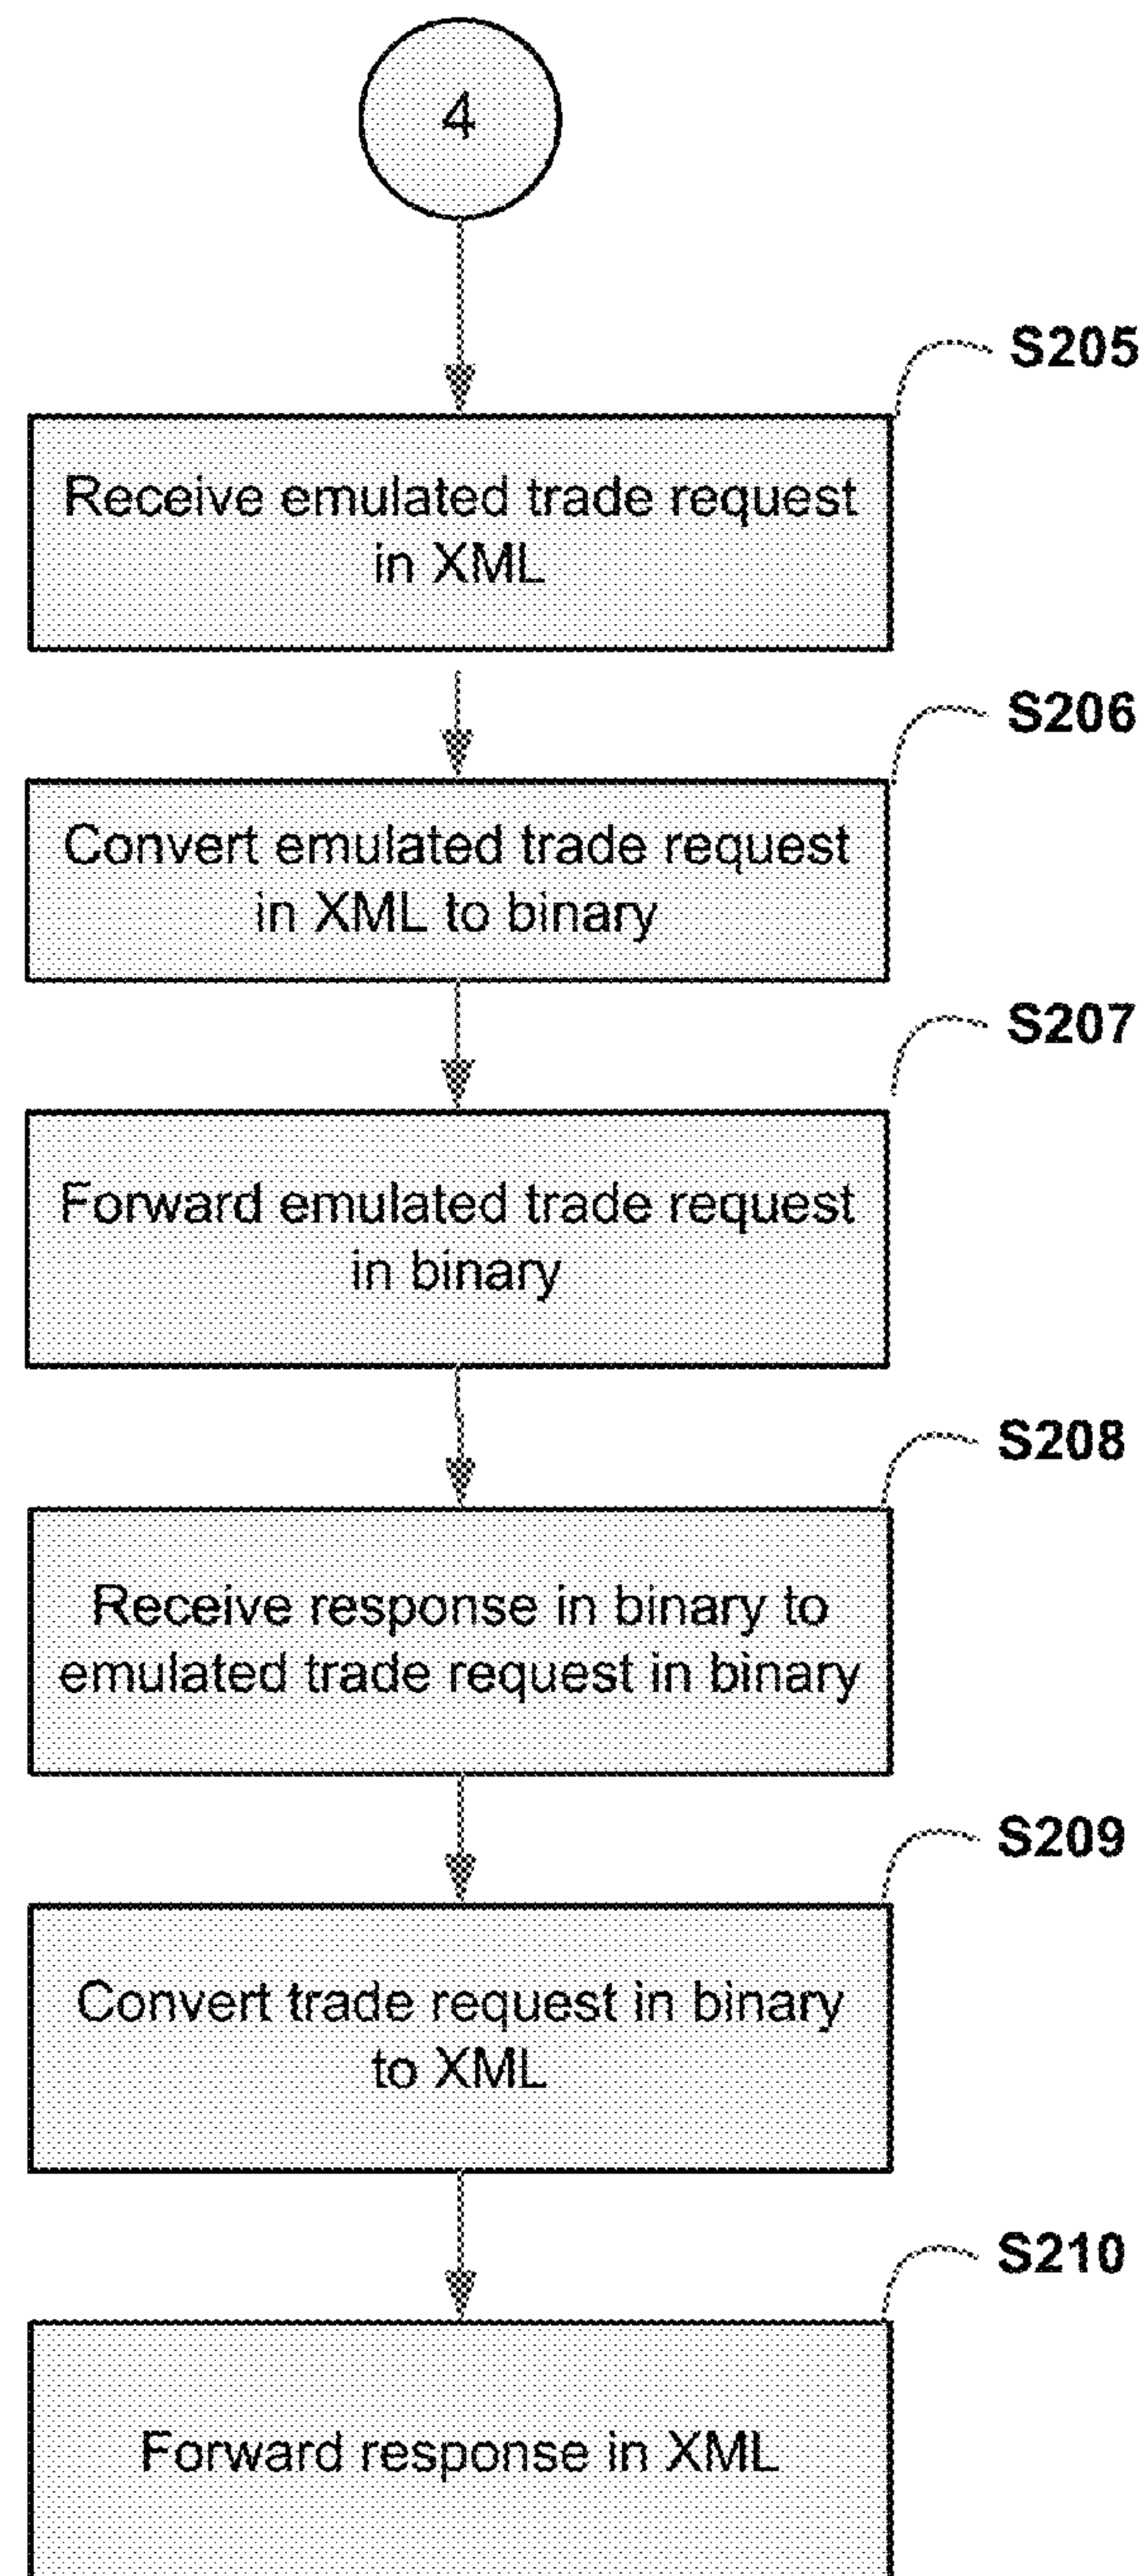 4
S205
Receive emulated trade request
in XML
S206
Convert emulated trade request
in XML to binary
S207
Forward emulated trade request
in binary
S208
Receive response in binary to
emulated trade request in binary
S209
Convert trade request in binary
to XML
S210
Forward response in XML